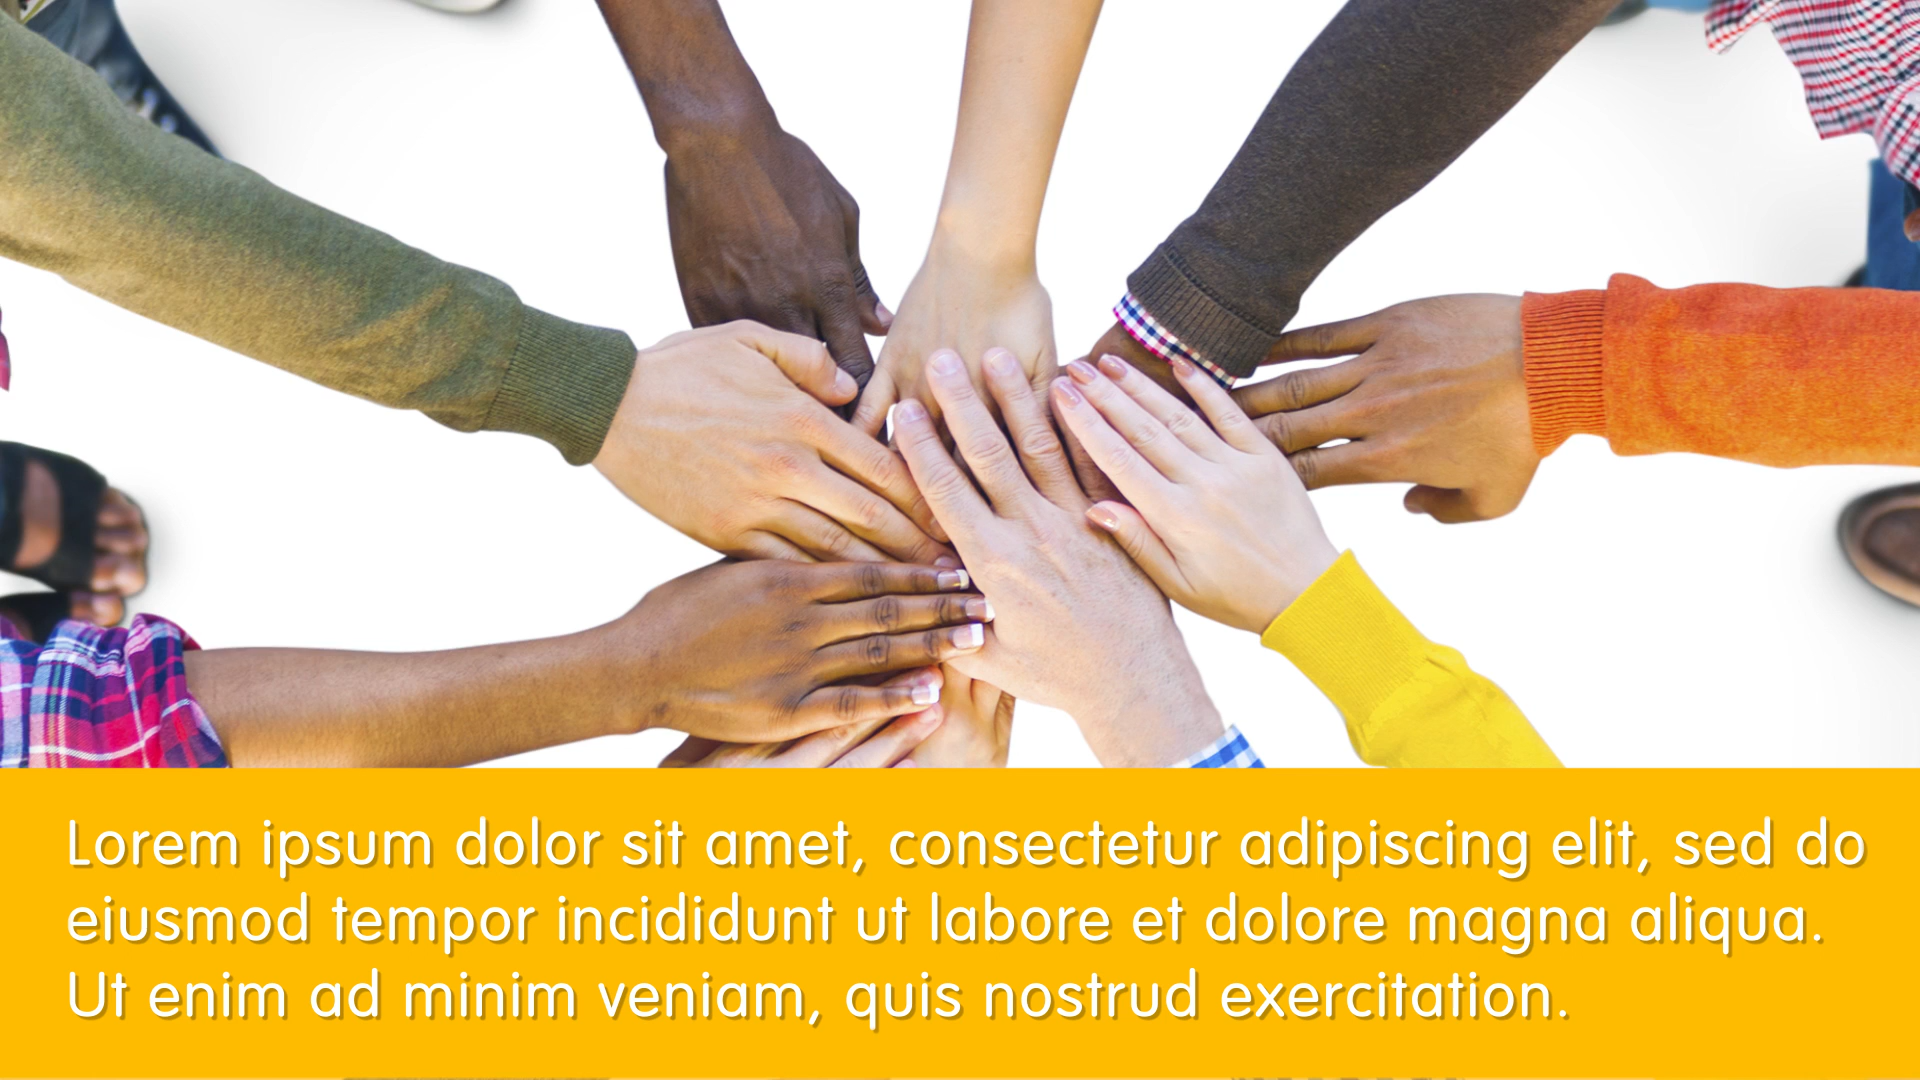 Lorem ipsum dolor sit amet, consectetur adipiscing elit, sed do
eiusmod tempor incididunt ut labore et dolore magna aliqua.
Ut enim ad minim veniam, quis nostrud exercitation.